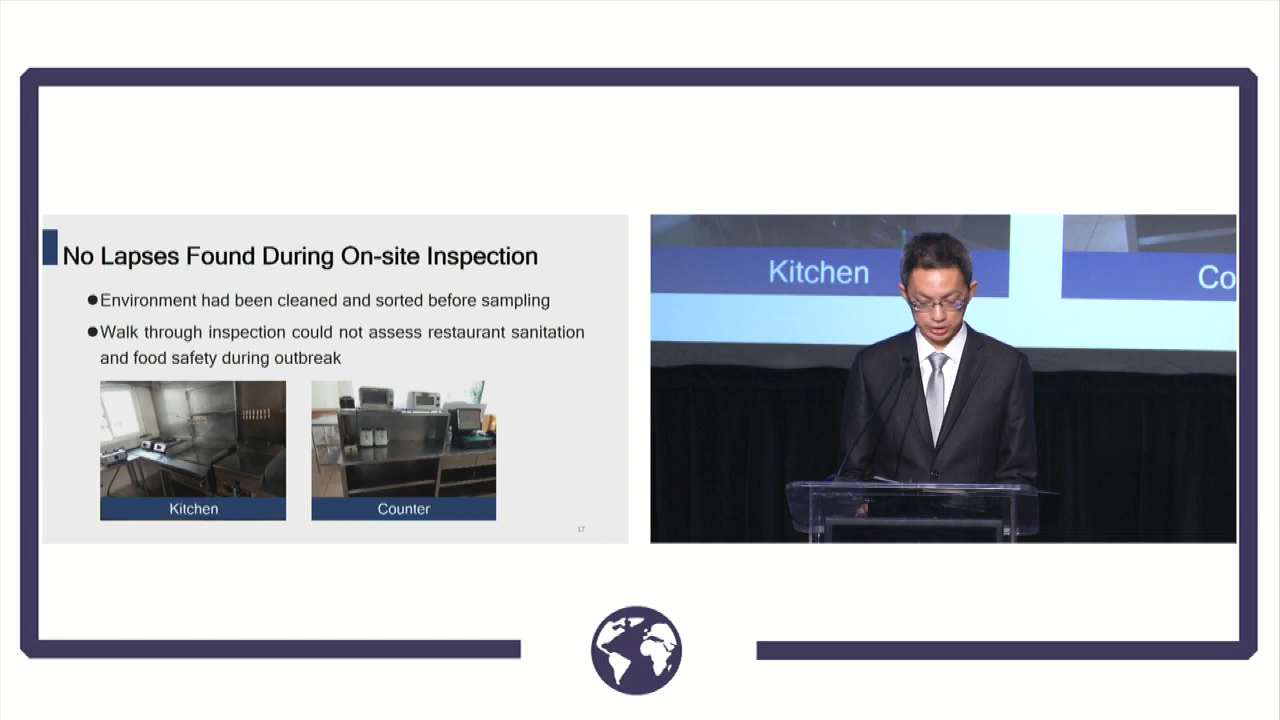 No Lapses Found During On-site Inspection
●Environment had been cleaned and sorted before sampling
●Walk through inspection could not assess restaurant sanitation
and food safety during outbreak
Kitchen
Counter
17
Kitchen
Co